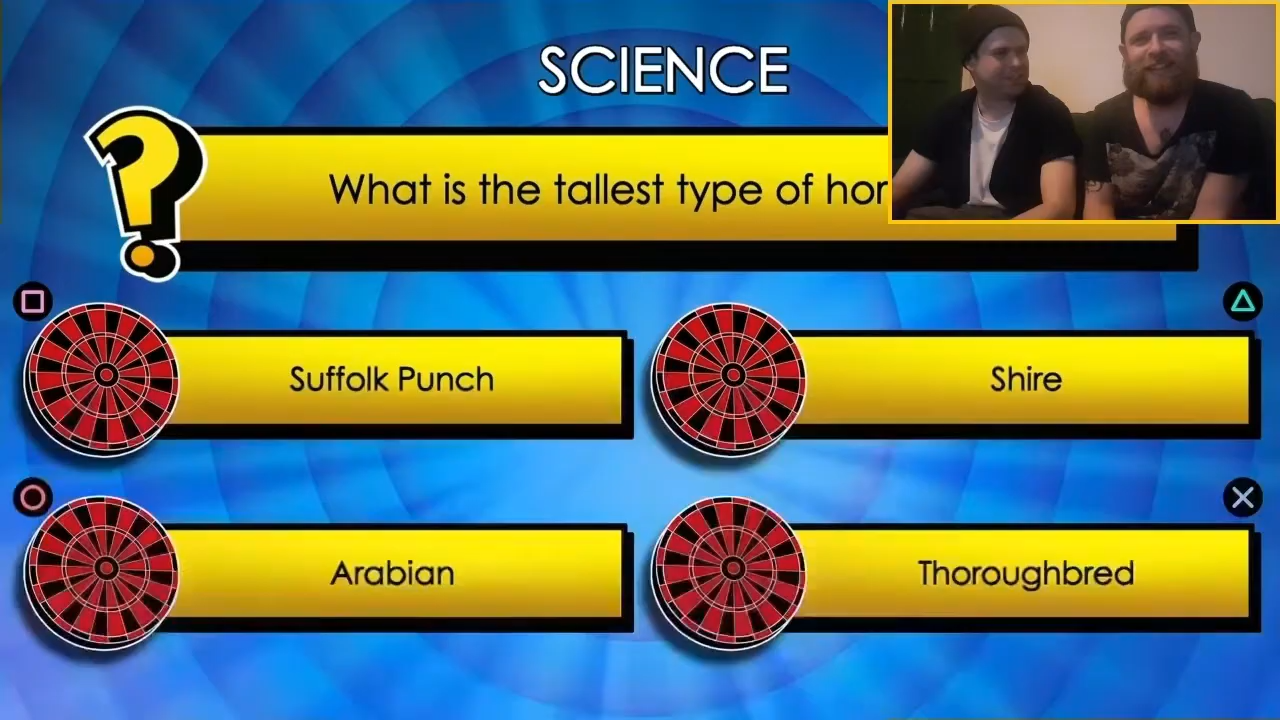 SCIENCE
What is the tallest type of hor
Suffolk Punch
Shire
Arabian
Thoroughbred